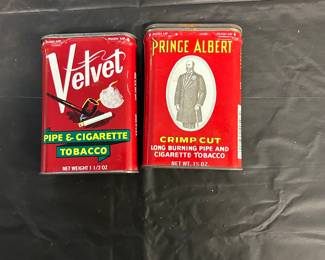 Velvet
PIPE & CIGARETTE
TOBACCO
NET WEIGHT 1 1/2 OZ
PRINCE ALBERT
CRIMP CUT
LONG BURNING PIPE AND
CIGARETTE TOBACCO
NET WT. 1½ OZ.